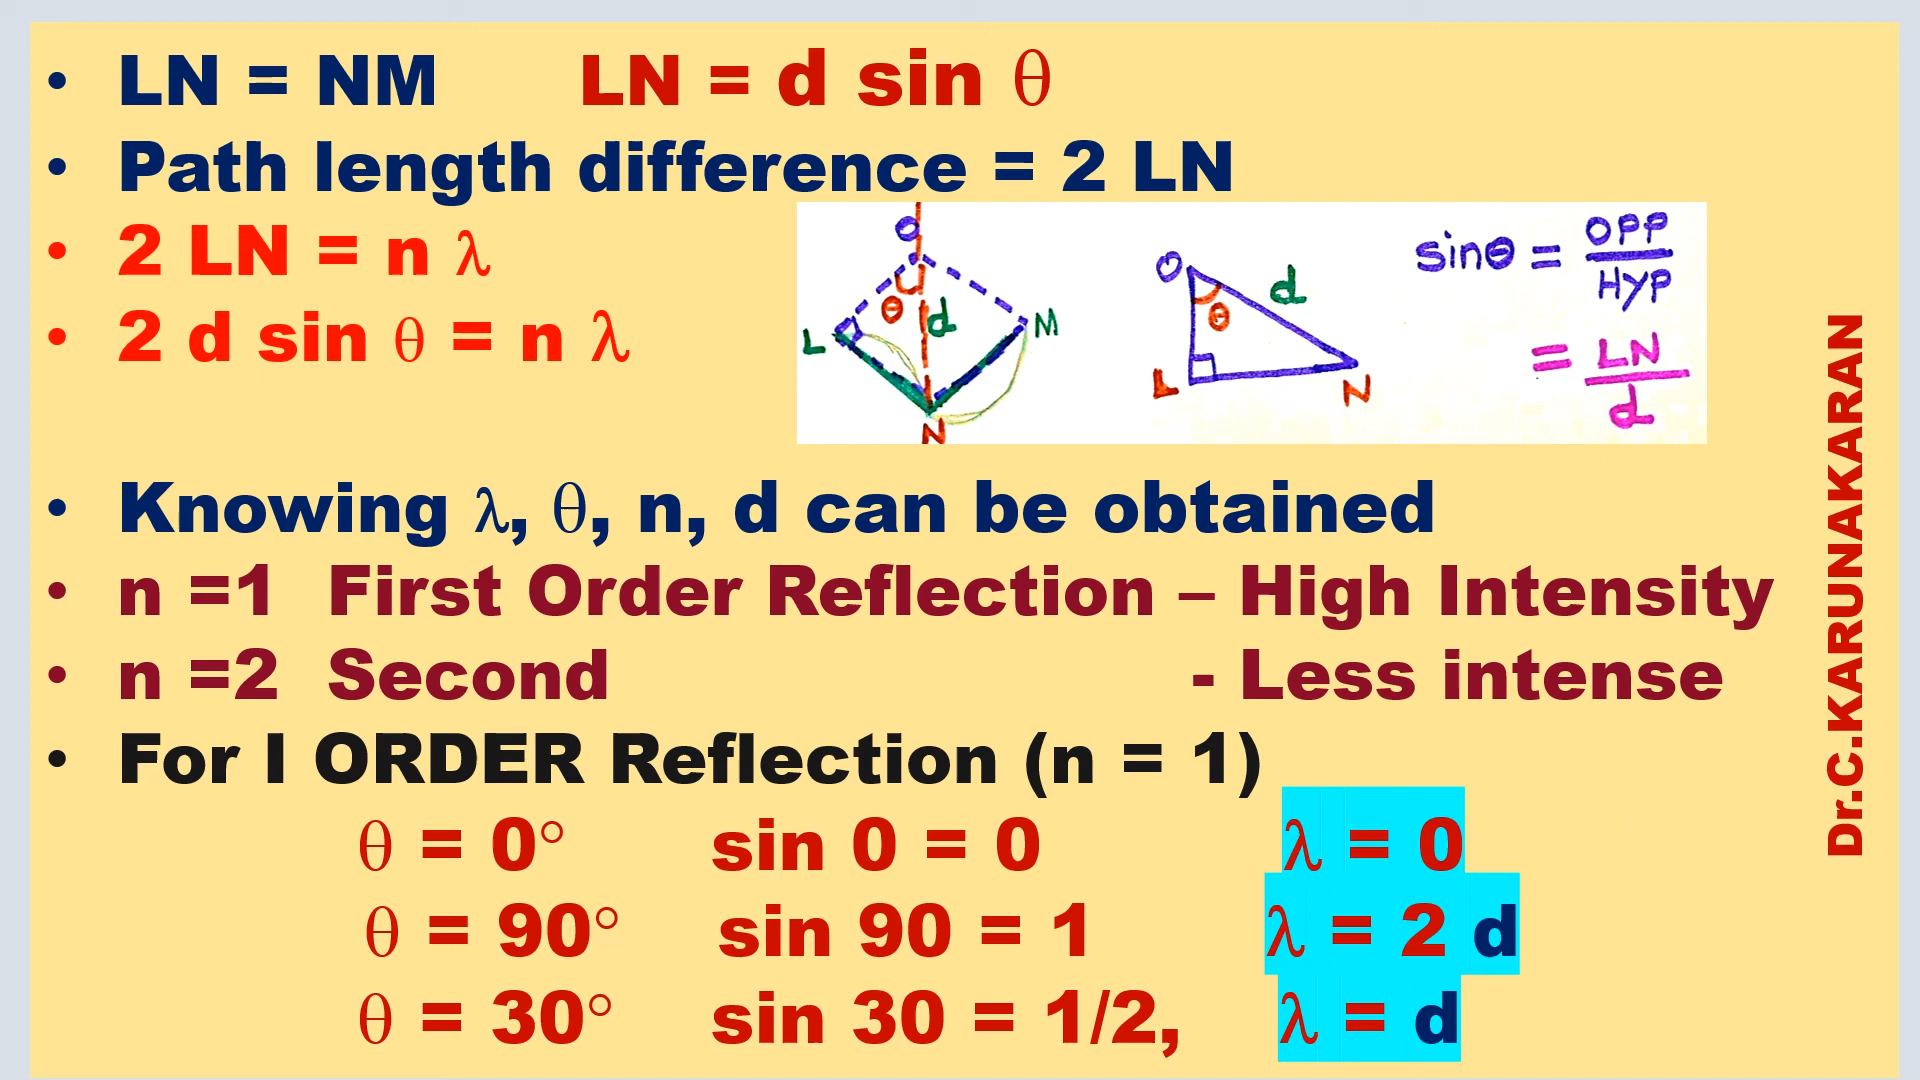 • LN = NM LN = d sin θ
• Path length difference = 2 LN
• 2 LN = n λ
• 2 d sin θ = n λ
O
θ
d
L
M
N
O
d
θ
L
N
sinθ = OPP
HYP
= LN
d
• Knowing λ, θ, n, d can be obtained
• n =1 First Order Reflection – High Intensity
• n =2 Second - Less intense
• For I ORDER Reflection (n = 1)
θ = 0° sin 0 = 0 λ = 0
θ = 90° sin 90 = 1 λ = 2 d
θ = 30° sin 30 = 1/2, λ = d
Dr.C.KARUNAKARAN